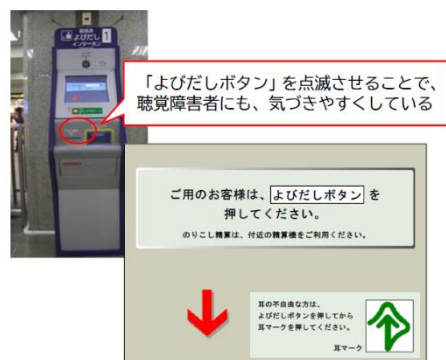 よびだし 1
インターホン
「よびだしボタン」を点滅させることで、
聴覚障害者にも、気づきやすくしている
ご用のお客様は、よびだしボタン を
押してください。
のりこし精算は、付近の精算機をご利用ください。
耳の不自由な方は、
よびだしボタンを押してから
耳マークを押してください。
耳マーク